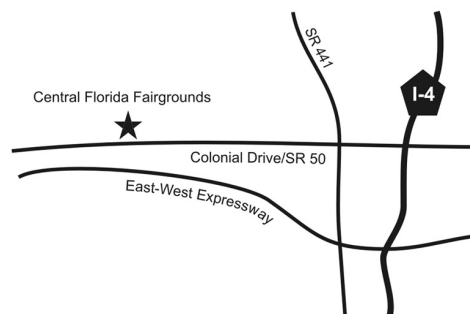 SR 441
I-4
Central Florida Fairgrounds
Colonial Drive/SR 50
East-West Expressway